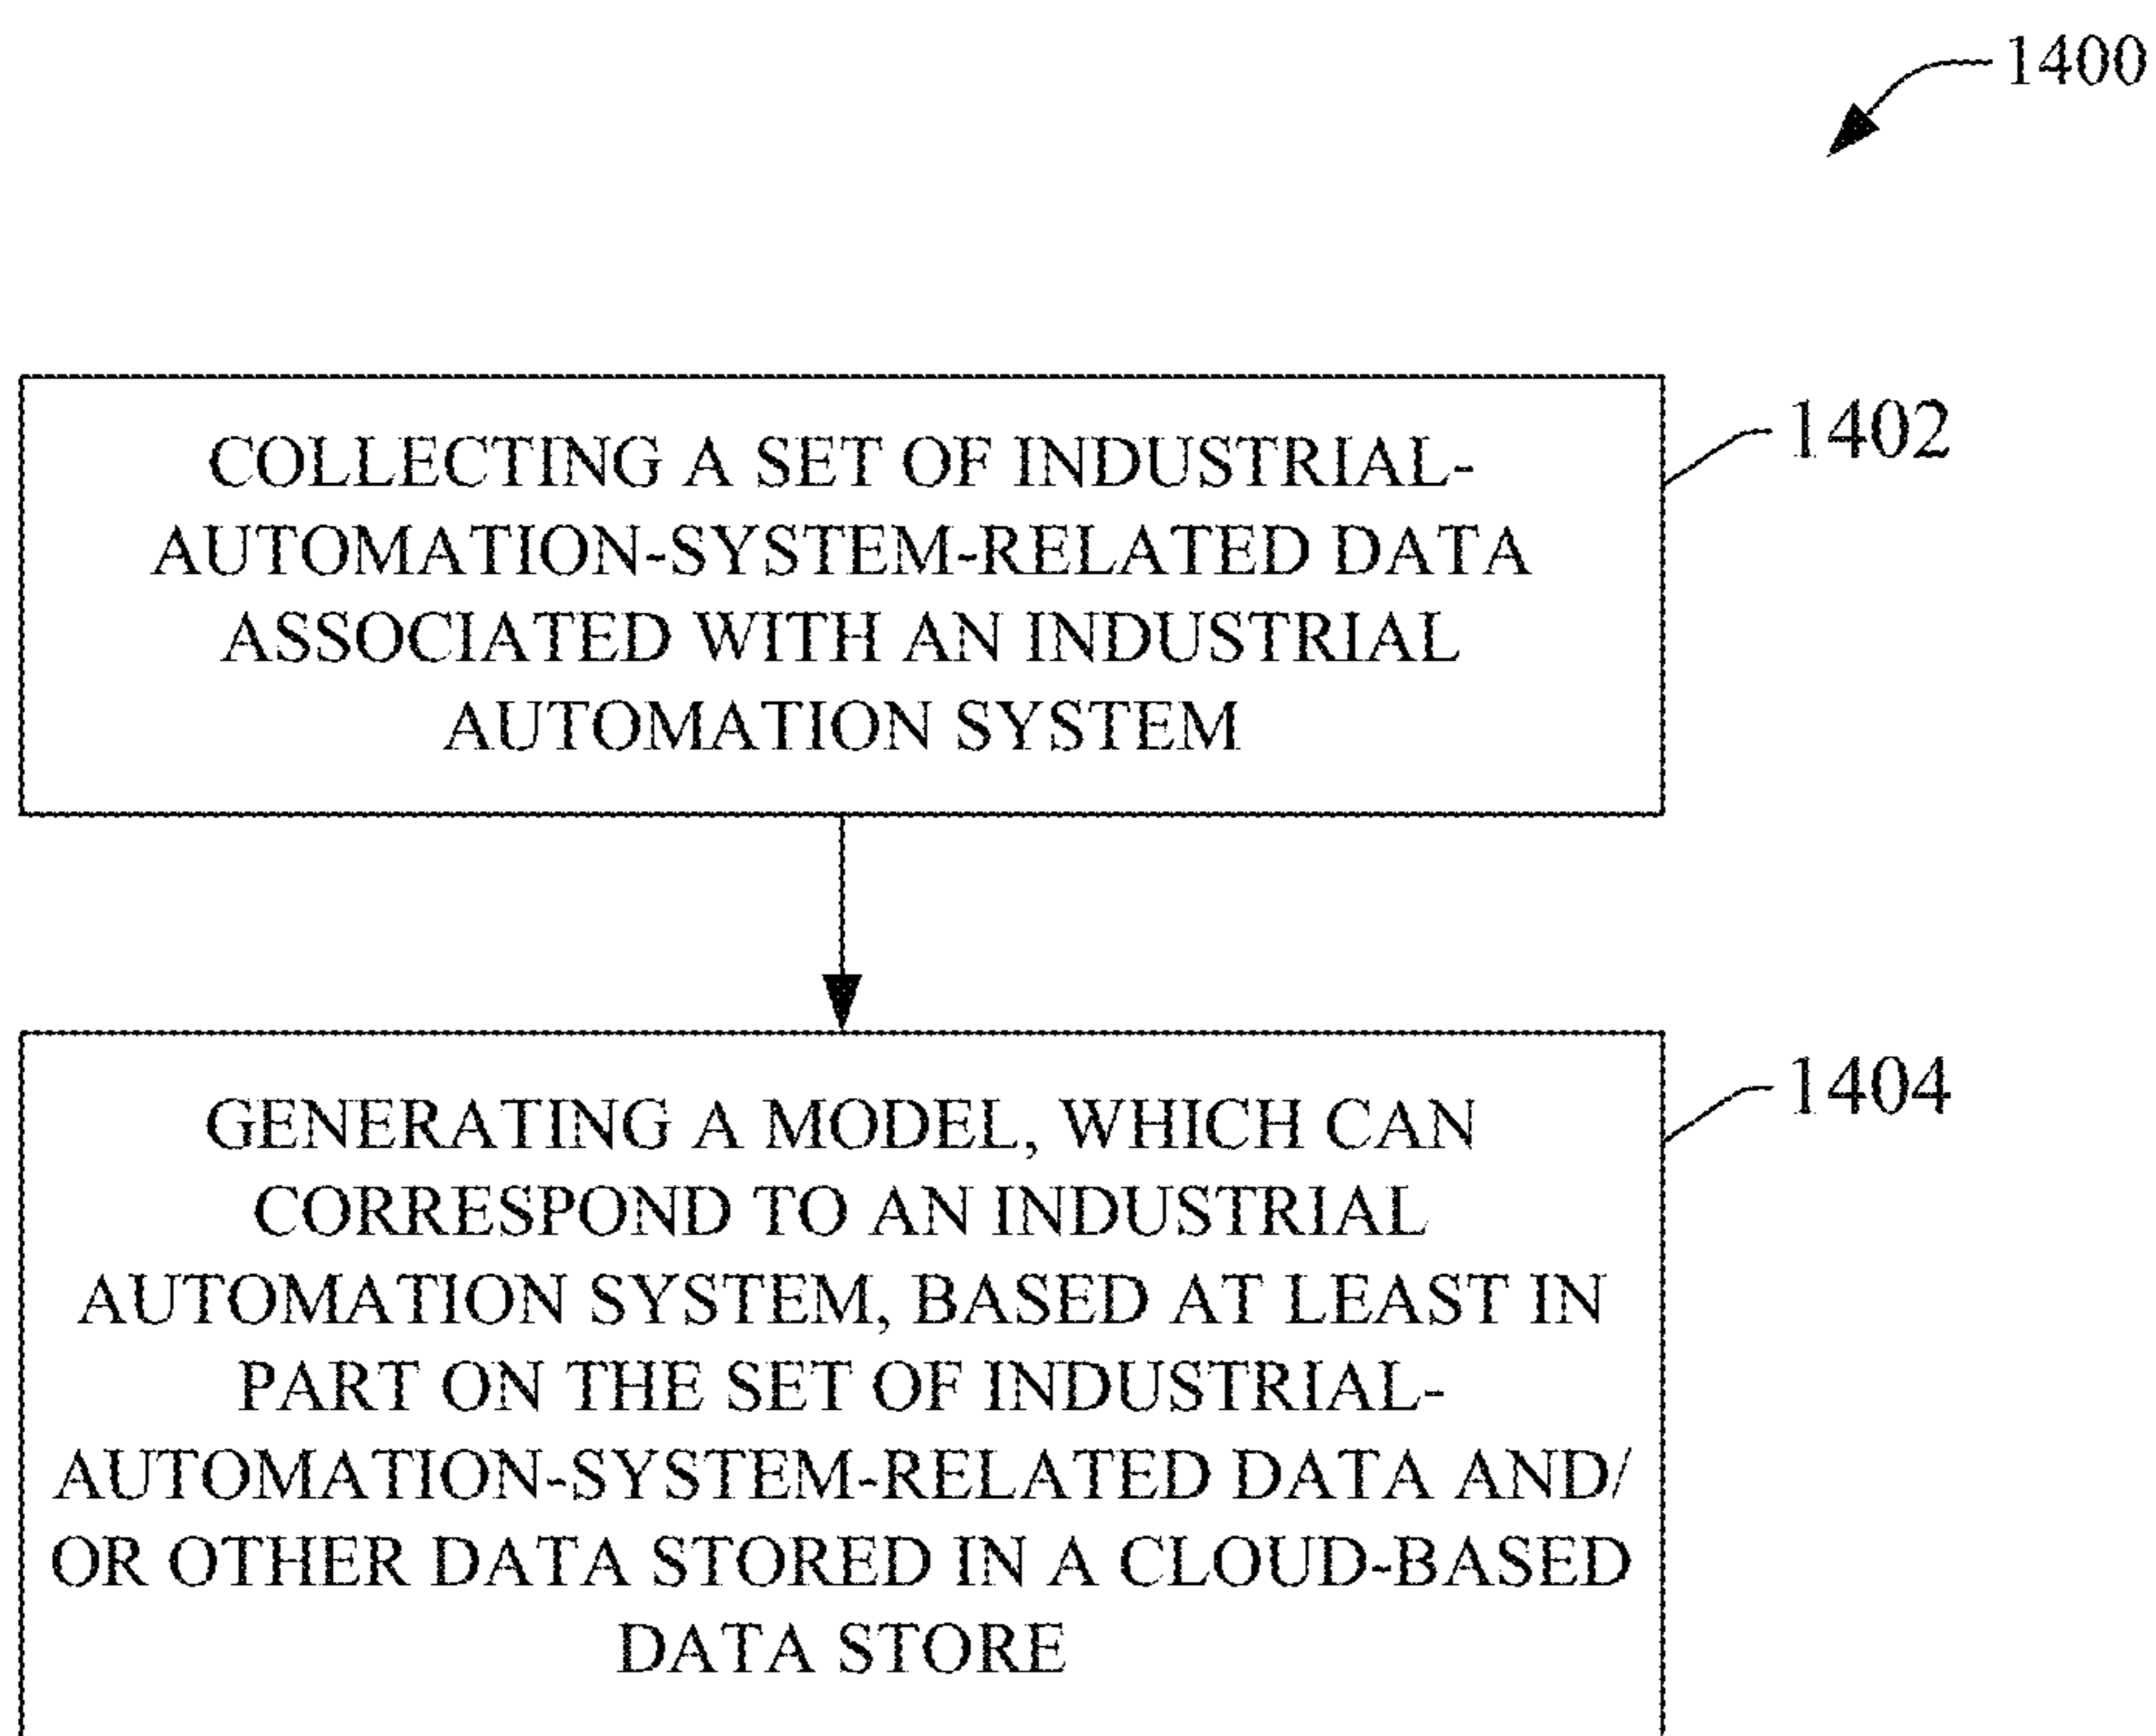 1400
COLLECTING A SET OF INDUSTRIAL-
AUTOMATION-SYSTEM-RELATED DATA
ASSOCIATED WITH AN INDUSTRIAL
AUTOMATION SYSTEM
1402
GENERATING A MODEL, WHICH CAN
CORRESPOND TO AN INDUSTRIAL
AUTOMATION SYSTEM, BASED AT LEAST IN
PART ON THE SET OF INDUSTRIAL-
AUTOMATION-SYSTEM-RELATED DATA AND/
OR OTHER DATA STORED IN A CLOUD-BASED
DATA STORE
1404